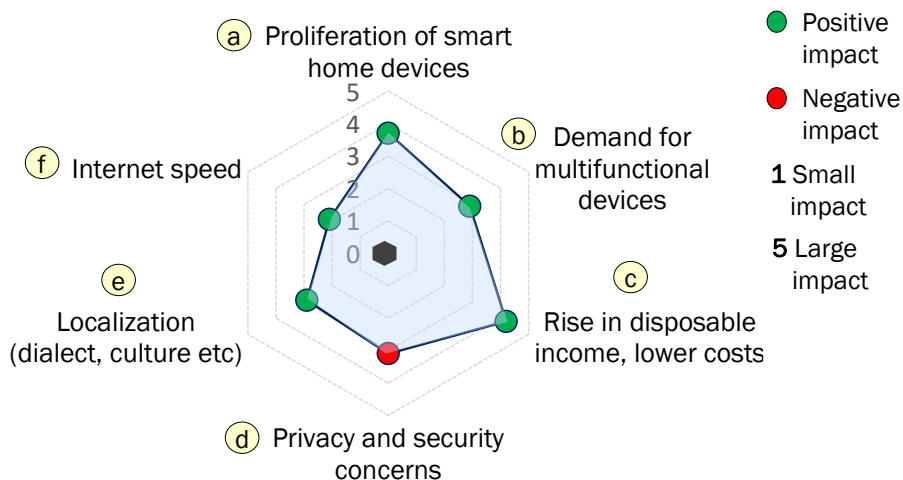 a
Proliferation of smart
home devices
b
Demand for
multifunctional
devices
c
Rise in disposable
income, lower costs
d
Privacy and security
concerns
e
Localization
(dialect, culture etc)
f
Internet speed
5
4
3
2
1
0
Positive
impact
Negative
impact
1 Small
impact
5 Large
impact